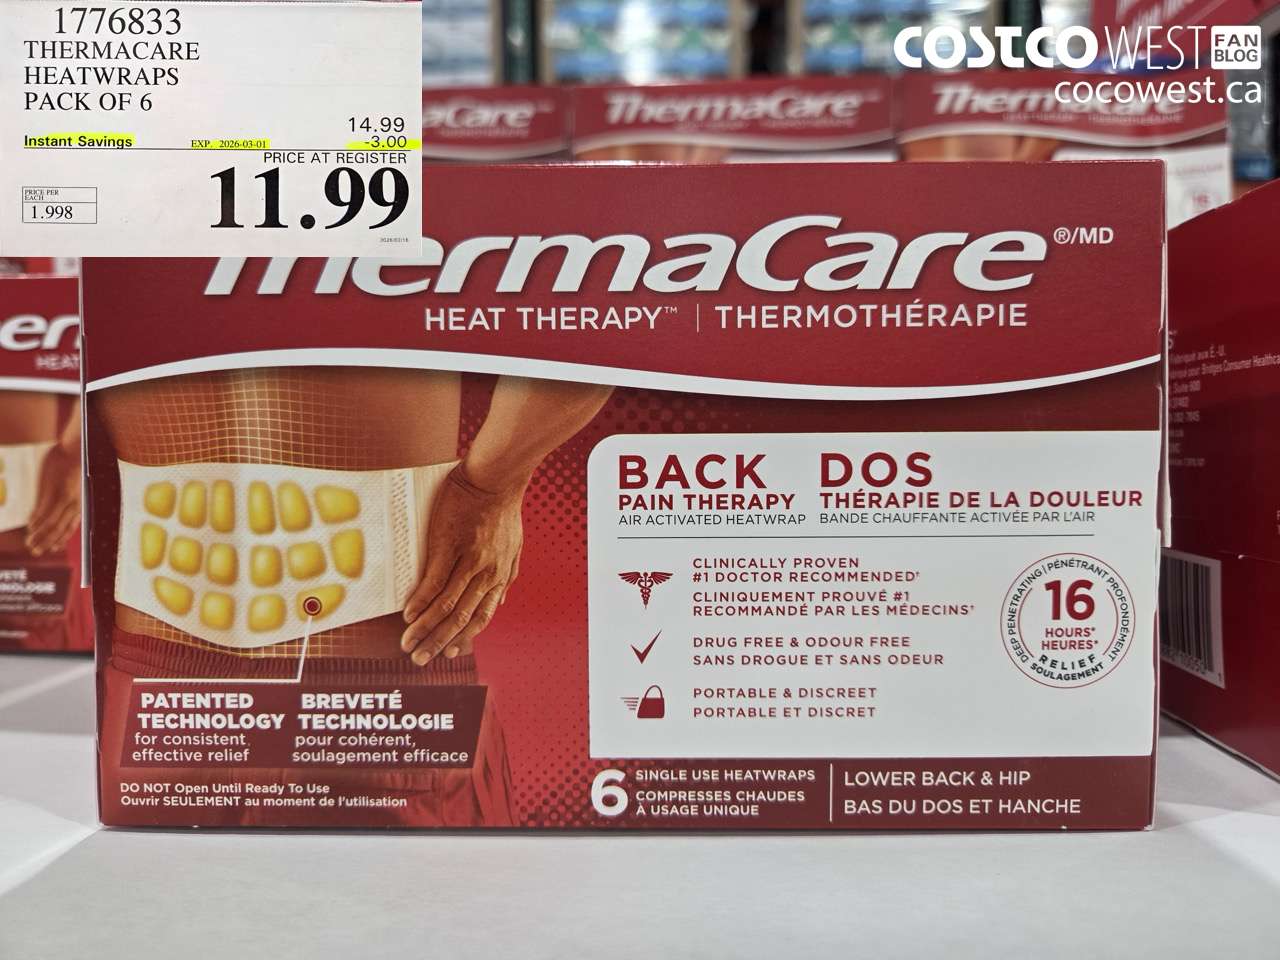 1776833
THERMACARE
HEATWRAPS
PACK OF 6
14.99
Instant Savings EXP. 2026-03-01 -3.00
PRICE AT REGISTER
11.99
PRICE PER
EACH
1.998
COSTCO WEST FAN BLOG
cocowest.ca
ThermaCare
ThermaCare ®/MD
HEAT THERAPY™ | THERMOTHÉRAPIE
BACK
PAIN THERAPY
AIR ACTIVATED HEATWRAP
DOS
THÉRAPIE DE LA DOULEUR
BANDE CHAUFFANTE ACTIVÉE PAR L'AIR
CLINICALLY PROVEN
#1 DOCTOR RECOMMENDED†
CLINIQUEMENT PROUVÉ #1
RECOMMANDÉ PAR LES MÉDECINS†
DRUG FREE & ODOUR FREE
SANS DROGUE ET SANS ODEUR
PORTABLE & DISCREET
PORTABLE ET DISCRET
DEEP PENETRATING | PÉNÉTRANT PROFONDÉMENT
16
HOURS*
HEURES*
RELIEF
SOULAGEMENT
PATENTED
TECHNOLOGY
for consistent,
effective relief
BREVETÉ
TECHNOLOGIE
pour cohérent,
soulagement efficace
DO NOT Open Until Ready To Use
Ouvrir SEULEMENT au moment de l'utilisation
6
SINGLE USE HEATWRAPS
COMPRESSES CHAUDES
À USAGE UNIQUE
LOWER BACK & HIP
BAS DU DOS ET HANCHE